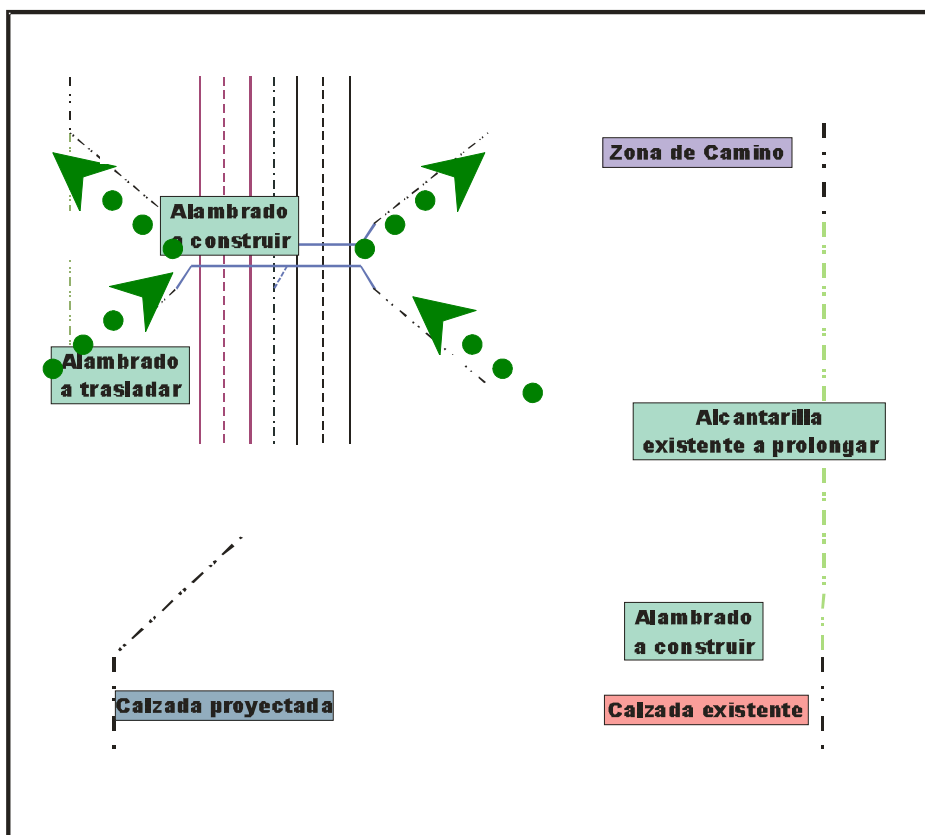 Zona de Camino
Alambrado
a construir
Alambrado
a trasladar
Alcantarilla
existente a prolongar
Alambrado
a construir
Calzada proyectada
Calzada existente